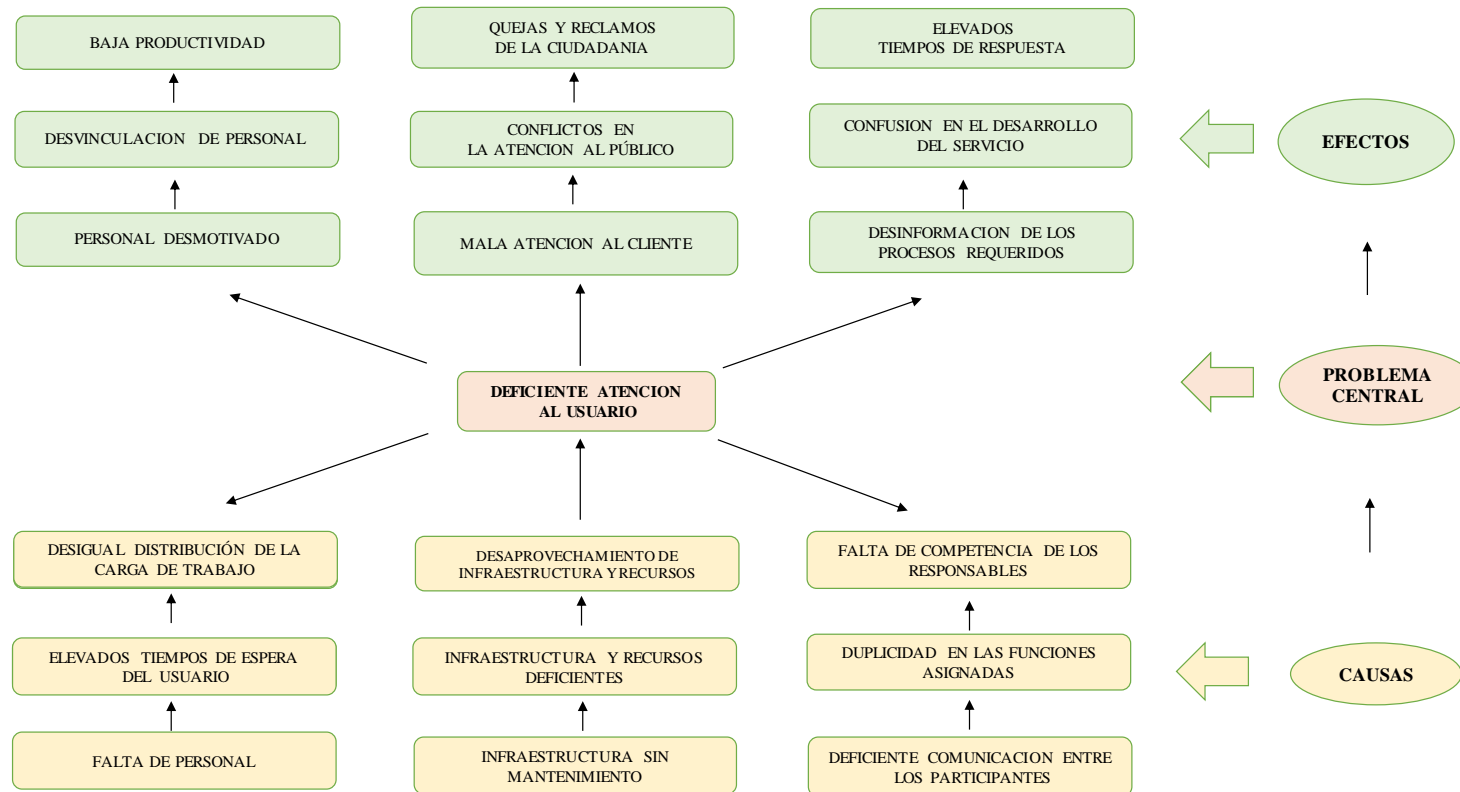 BAJA PRODUCTIVIDAD
QUEJAS Y RECLAMOS
DE LA CIUDADANIA
ELEVADOS
TIEMPOS DE RESPUESTA
DESVINCULACION DE PERSONAL
CONFLICTOS EN
LA ATENCION AL PÚBLICO
CONFUSION EN EL DESARROLLO
DEL SERVICIO
EFECTOS
PERSONAL DESMOTIVADO
MALA ATENCION AL CLIENTE
DESINFORMACION DE LOS
PROCESOS REQUERIDOS
DEFICIENTE ATENCION
AL USUARIO
PROBLEMA
CENTRAL
DESIGUAL DISTRIBUCIÓN DE LA
CARGA DE TRABAJO
DESAPROVECHAMIENTO DE
INFRAESTRUCTURA Y RECURSOS
FALTA DE COMPETENCIA DE LOS
RESPONSABLES
ELEVADOS TIEMPOS DE ESPERA
DEL USUARIO
INFRAESTRUCTURA Y RECURSOS
DEFICIENTES
DUPLICIDAD EN LAS FUNCIONES
ASIGNADAS
CAUSAS
FALTA DE PERSONAL
INFRAESTRUCTURA SIN
MANTENIMIENTO
DEFICIENTE COMUNICACION ENTRE
LOS PARTICIPANTES